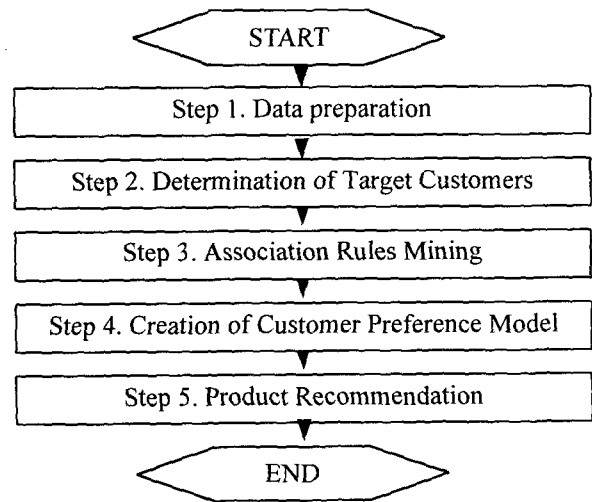 START
Step 1. Data preparation
Step 2. Determination of Target Customers
Step 3. Association Rules Mining
Step 4. Creation of Customer Preference Model
Step 5. Product Recommendation
END